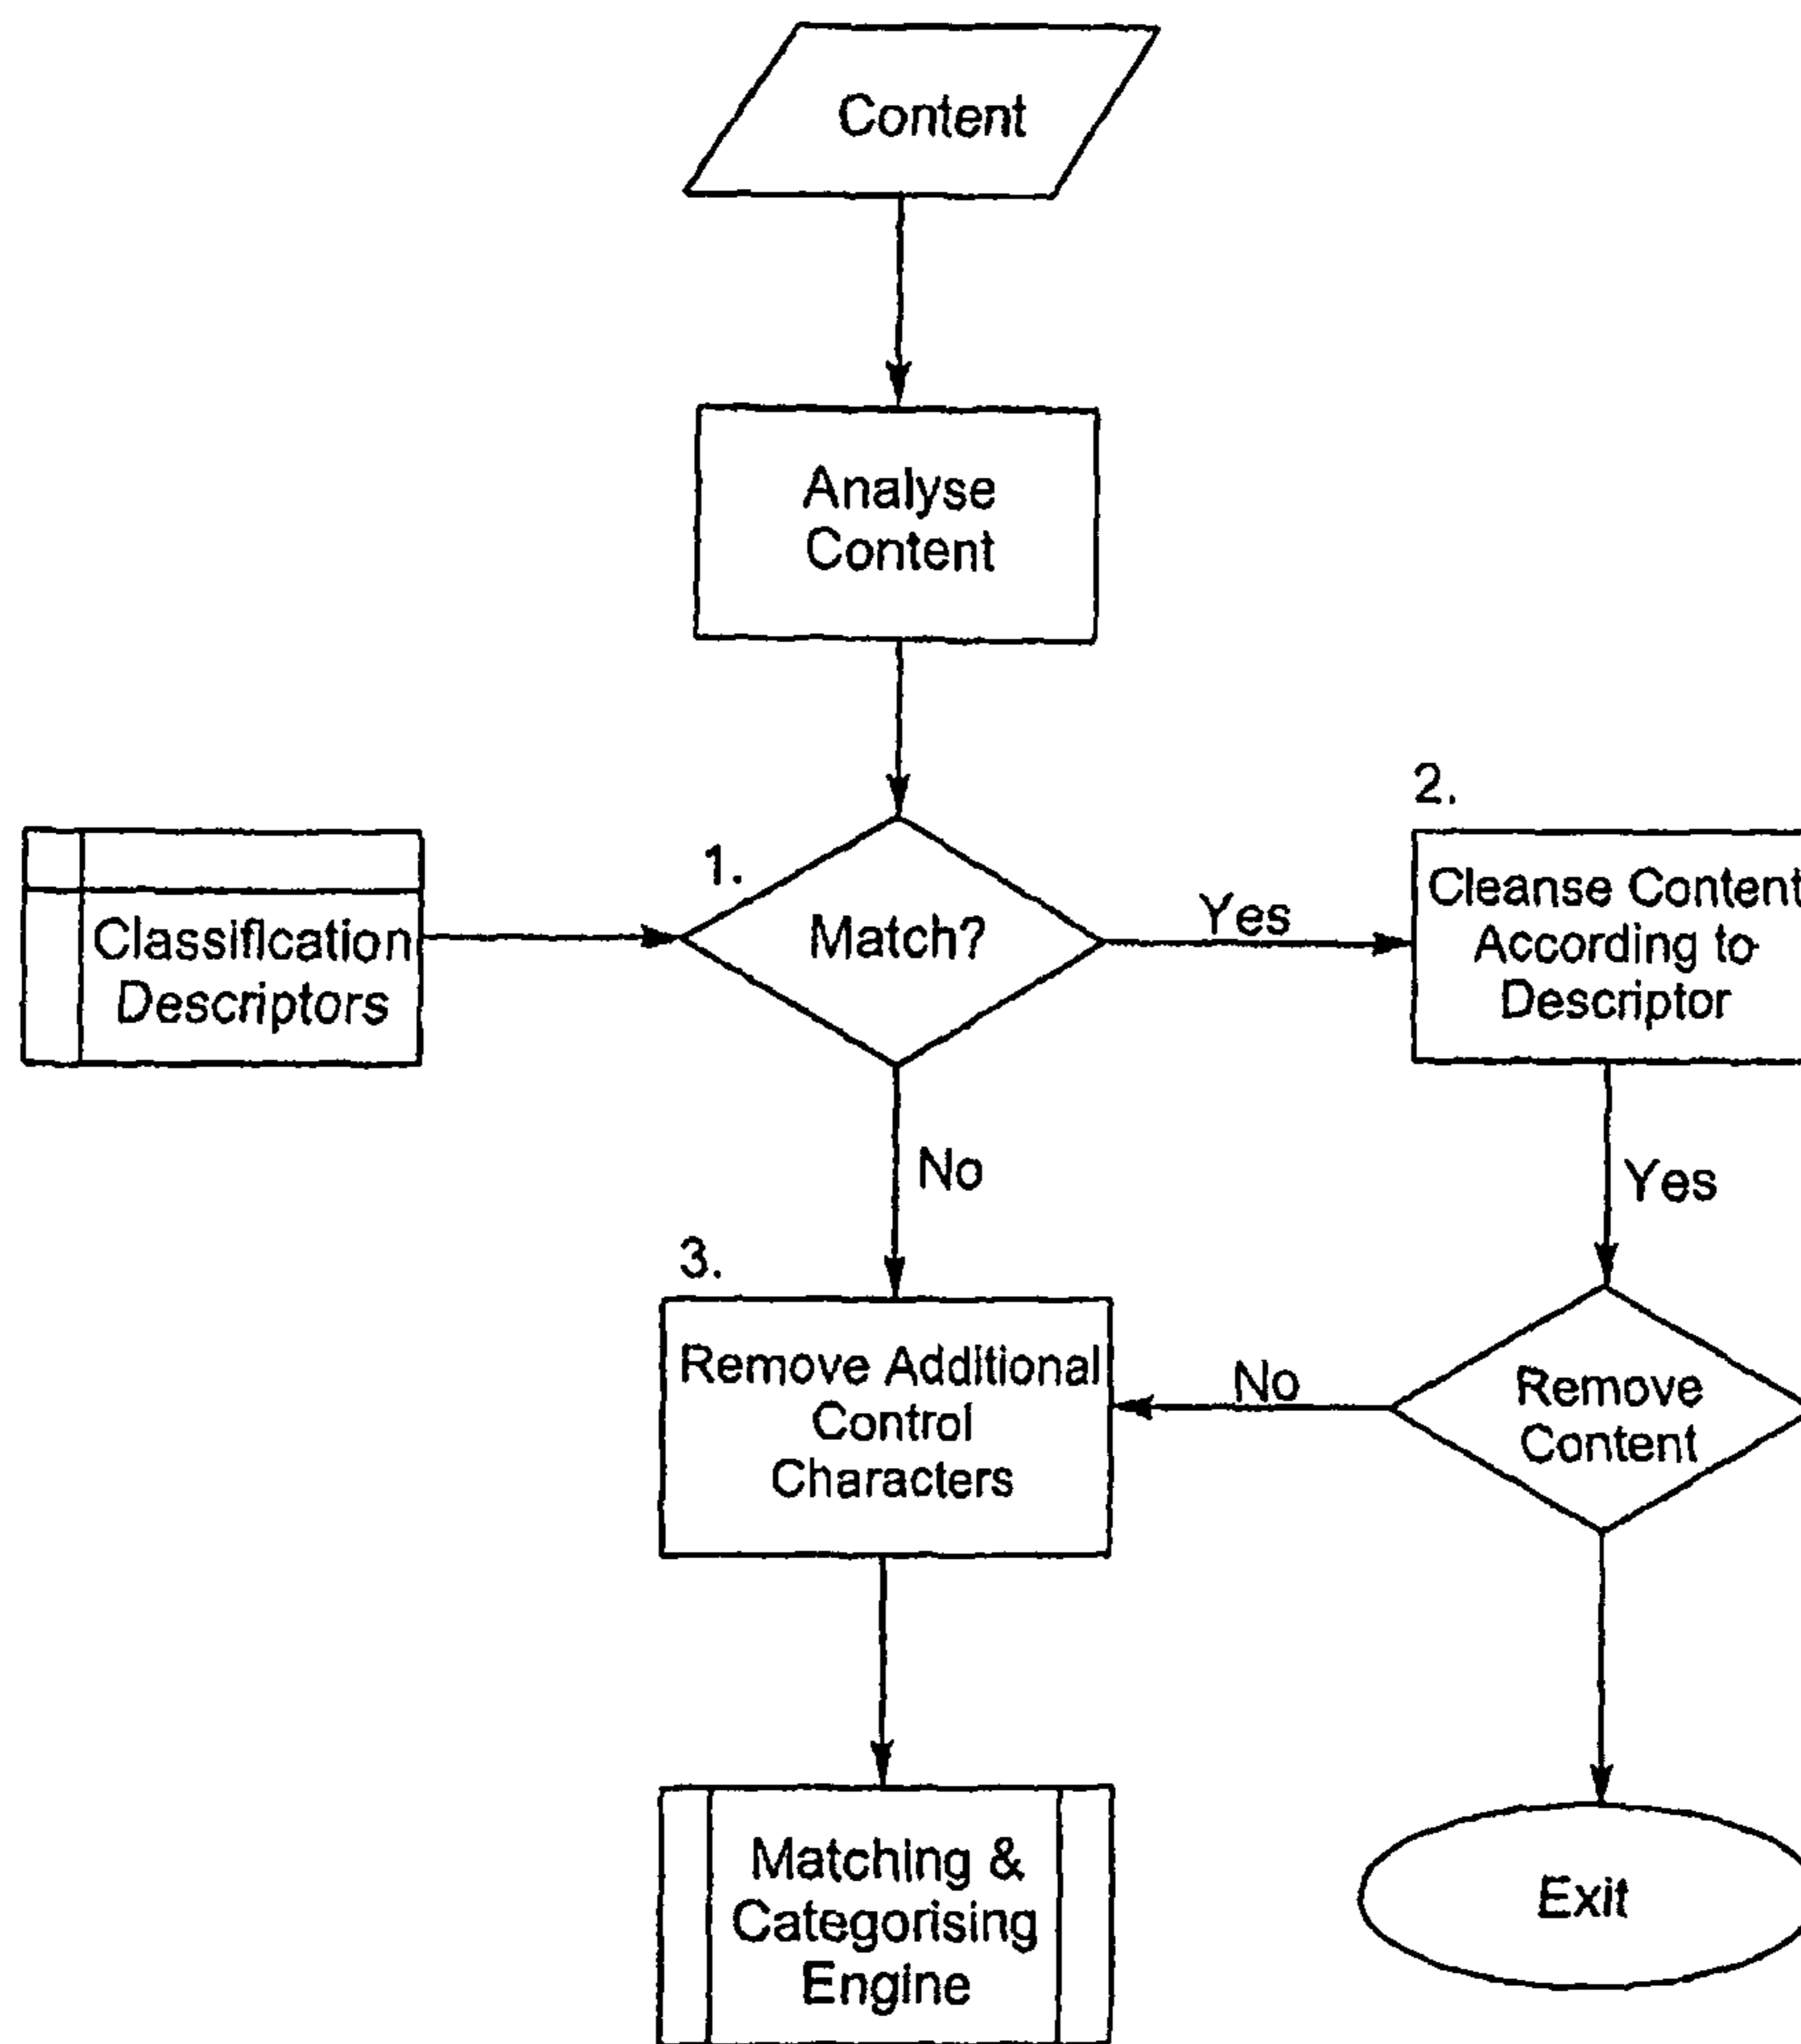 Content
Analyse
Content
1.
Match?
Yes
2.
Cleanse Content
According to
Descriptor
Classification
Descriptors
No
Yes
3.
Remove Additional
Control
Characters
No
Remove
Content
Matching &
Categorising
Engine
Exit